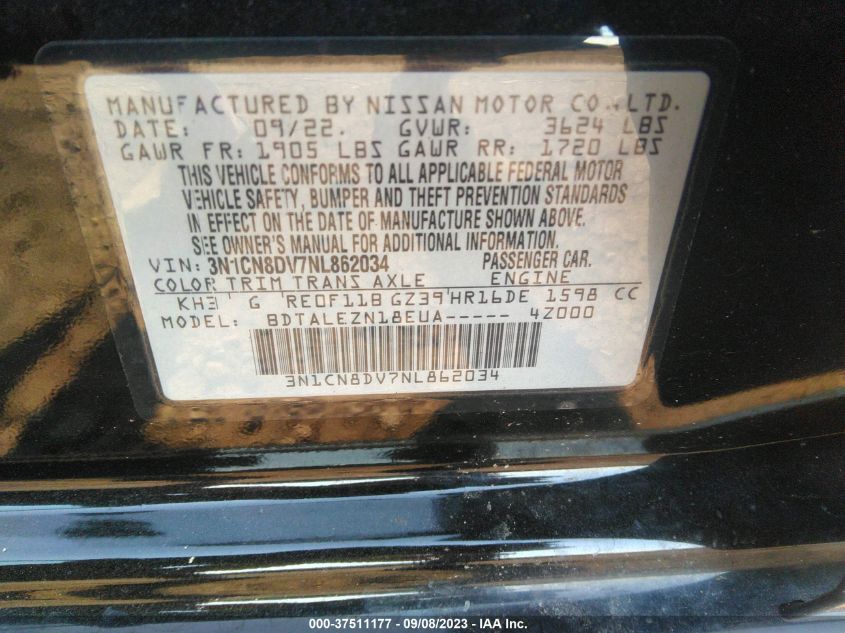 MANUFACTURED BY NISSAN MOTOR CO., LTD.
DATE: 09/22. GVWR: 3624 LBS
GAWR FR: 1905 LBS GAWR RR: 1720 LBS
THIS VEHICLE CONFORMS TO ALL APPLICABLE FEDERAL MOTOR
VEHICLE SAFETY, BUMPER AND THEFT PREVENTION STANDARDS
IN EFFECT ON THE DATE OF MANUFACTURE SHOWN ABOVE.
SEE OWNER'S MANUAL FOR ADDITIONAL INFORMATION.
VIN: 3N1CN8DV7NL862034 PASSENGER CAR.
COLOR TRIM TRANS AXLE ENGINE
KH3 G RE0F11B GZ39 HR16DE 1598 CC
MODEL: BDTALEZN18EUA----- 4Z000
3N1CN8DV7NL862034
000-37511177 - 09/08/2023 - IAA Inc.